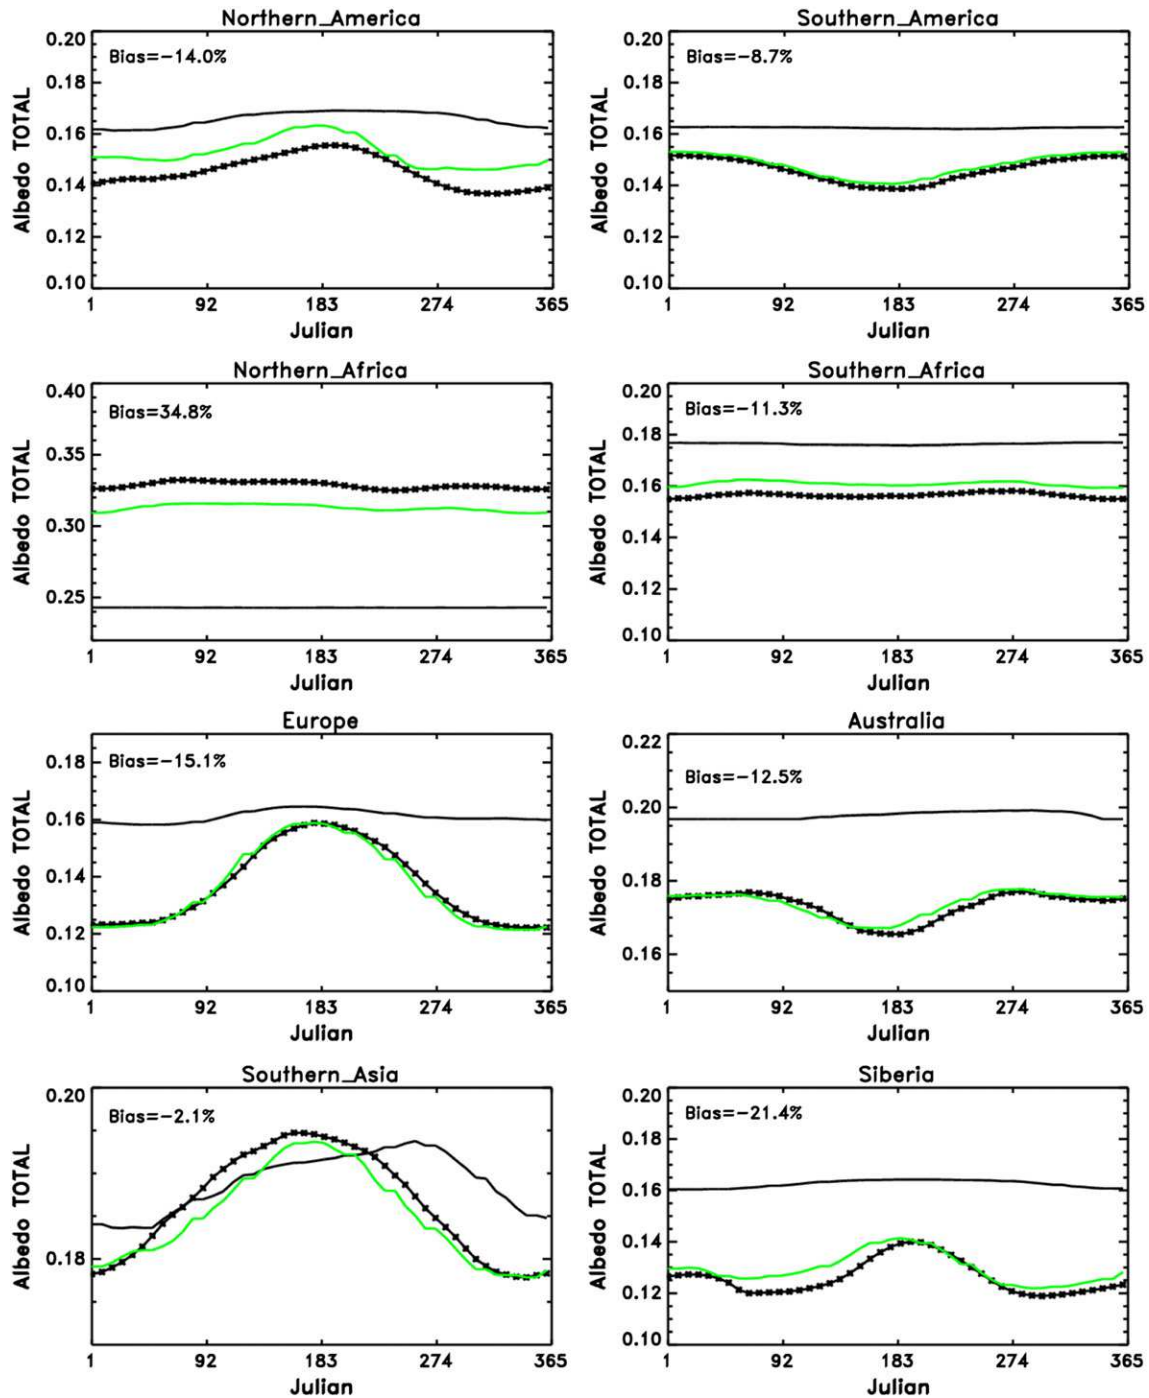 Northern_America
Southern_America
Albedo TOTAL
0.20
0.18
0.16
0.14
0.12
0.10
Bias=-14.0%
1 92 183 274 365
Julian
Albedo TOTAL
0.20
0.18
0.16
0.14
0.12
0.10
Bias=-8.7%
1 92 183 274 365
Julian
Northern_Africa
Southern_Africa
Albedo TOTAL
0.40
0.35
0.30
0.25
Bias=34.8%
1 92 183 274 365
Julian
Albedo TOTAL
0.20
0.18
0.16
0.14
0.12
0.10
Bias=-11.3%
1 92 183 274 365
Julian
Europe
Australia
Albedo TOTAL
0.18
0.16
0.14
0.12
0.10
Bias=-15.1%
1 92 183 274 365
Julian
Albedo TOTAL
0.22
0.20
0.18
0.16
Bias=-12.5%
1 92 183 274 365
Julian
Southern_Asia
Siberia
Albedo TOTAL
0.20
0.18
Bias=-2.1%
1 92 183 274 365
Julian
Albedo TOTAL
0.20
0.18
0.16
0.14
0.12
0.10
Bias=-21.4%
1 92 183 274 365
Julian